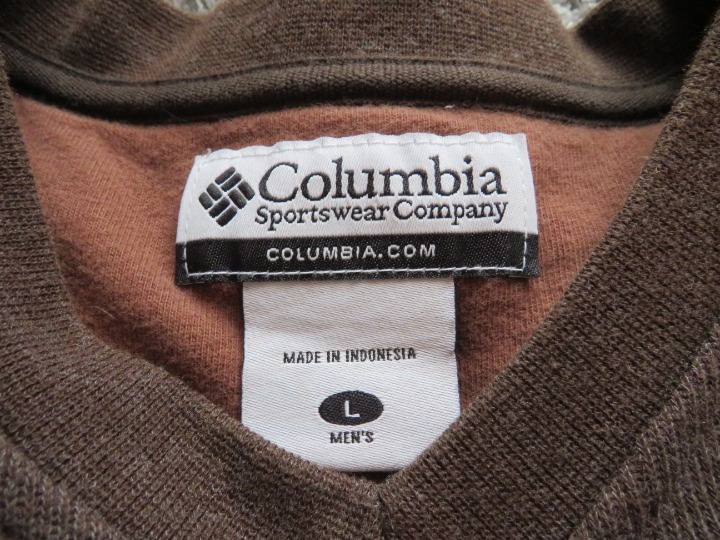 Columbia
Sportswear Company
COLUMBIA.COM
MADE IN INDONESIA
L
MEN'S